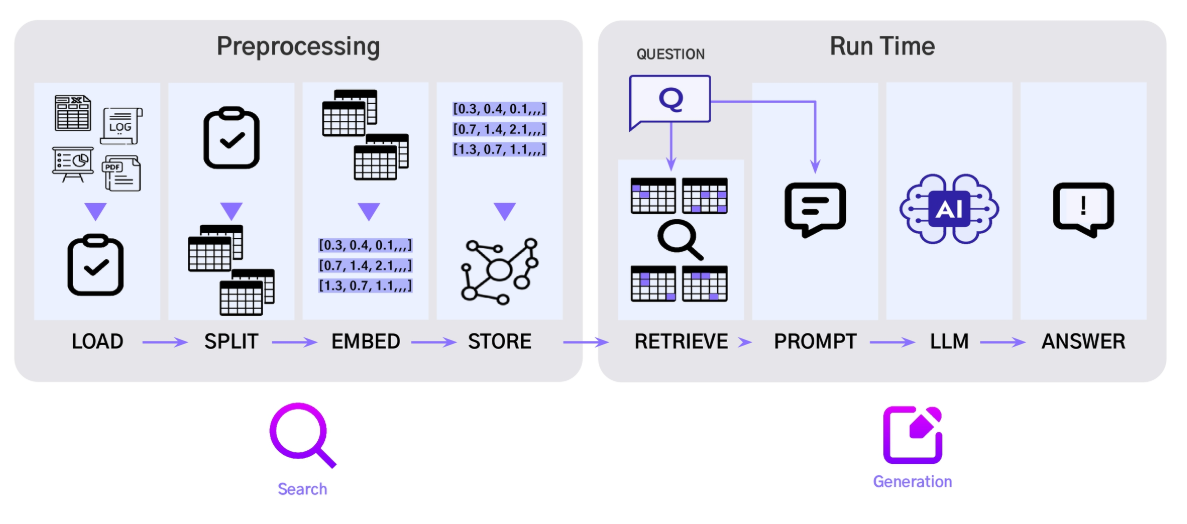 Preprocessing
LOG
PDF
[0.3, 0.4, 0.1,,,]
[0.7, 1.4, 2.1,,,]
[1.3, 0.7, 1.1,,,]
[0.3, 0.4, 0.1,,,]
[0.7, 1.4, 2.1,,,]
[1.3, 0.7, 1.1,,,]
LOAD
SPLIT
EMBED
STORE
Run Time
QUESTION
Q
AI
!
RETRIEVE
PROMPT
LLM
ANSWER
Search
Generation